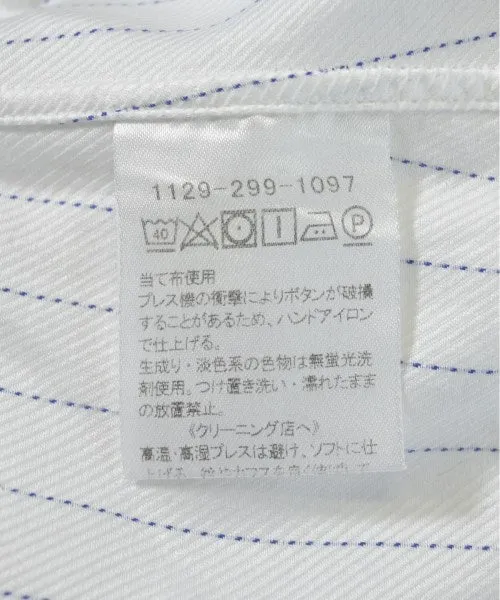 1129-299-1097
40 P
当て布使用
プレス機の衝撃によりボタンが破損
することがあるため、ハンドアイロン
で仕上げる。
生成り・淡色系の色物は無蛍光洗
剤使用。つけ置き洗い・濡れたまま
の放置禁止。
《クリーニング店へ》
高温・高湿プレスは避け、ソフトに仕
上げる。